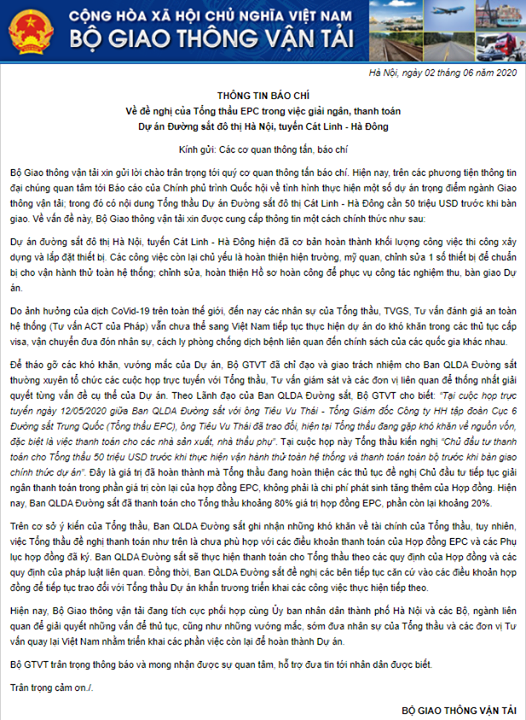 CỘNG HÒA XÃ HỘI CHỦ NGHĨA VIỆT NAM
BỘ GIAO THÔNG VẬN TẢI
Hà Nội, ngày 02 tháng 06 năm 2020
THÔNG TIN BÁO CHÍ
Về đề nghị của Tổng thầu EPC trong việc giải ngân, thanh toán
Dự án Đường sắt đô thị Hà Nội, tuyến Cát Linh - Hà Đông
Kính gửi: Các cơ quan thông tấn, báo chí
Bộ Giao thông vận tải xin gửi lời chào trân trọng tới quý cơ quan thông tấn báo chí. Hiện nay, trên các phương tiện thông tin
đại chúng quan tâm tới Báo cáo của Chính phủ trình Quốc hội về tình hình thực hiện một số dự án trọng điểm ngành Giao
thông vận tải; trong đó có nội dung Tổng thầu Dự án Đường sắt đô thị Cát Linh - Hà Đông cần 50 triệu USD trước khi bàn
giao. Về vấn đề này, Bộ Giao thông vận tải xin được cung cấp thông tin một cách chính thức như sau:
Dự án đường sắt đô thị Hà Nội, tuyến Cát Linh - Hà Đông hiện đã cơ bản hoàn thành khối lượng công việc thi công xây
dựng và lắp đặt thiết bị. Các công việc còn lại chủ yếu là hoàn thiện hiện trường, mỹ quan, chỉnh sửa 1 số thiết bị để chuẩn
bị cho vận hành thử toàn hệ thống; chỉnh sửa, hoàn thiện Hồ sơ hoàn công để phục vụ công tác nghiệm thu, bàn giao Dự
án.
Do ảnh hưởng của dịch CoVid-19 trên toàn thế giới, đến nay các nhân sự của Tổng thầu, TVGS, Tư vấn đánh giá an toàn
hệ thống (Tư vấn ACT của Pháp) vẫn chưa thể sang Việt Nam tiếp tục thực hiện dự án do khó khăn trong các thủ tục cấp
visa, vận chuyển đưa đón nhân sự, cách ly phòng chống dịch bệnh liên quan đến chính sách của các quốc gia khác nhau.
Để tháo gỡ các khó khăn, vướng mắc của Dự án, Bộ GTVT đã chỉ đạo và giao trách nhiệm cho Ban QLDA Đường sắt
thường xuyên tổ chức các cuộc họp trực tuyến với Tổng thầu, Tư vấn giám sát và các đơn vị liên quan để thống nhất giải
quyết từng vấn đề cụ thể của Dự án. Theo Lãnh đạo của Ban QLDA Đường sắt, Bộ GTVT cho biết: “Tại cuộc họp trực
tuyến ngày 12/05/2020 giữa Ban QLDA Đường sắt với ông Tiêu Vu Thái - Tổng Giám đốc Công ty HH tập đoàn Cục 6
Đường sắt Trung Quốc (Tổng thầu EPC), ông Tiêu Vu Thái đã trao đổi, hiện tại Tổng thầu đang gặp khó khăn về nguồn vốn,
đặc biệt là việc thanh toán cho các nhà sản xuất, nhà thầu phụ”. Tại cuộc họp này Tổng thầu kiến nghị “Chủ đầu tư thanh
toán cho Tổng thầu 50 triệu USD trước khi thực hiện vận hành thử toàn hệ thống và thanh toán toàn bộ trước khi bàn giao
chính thức dự án”. Đây là giá trị đã hoàn thành mà Tổng thầu đang hoàn thiện các thủ tục đề nghị Chủ đầu tư tiếp tục giải
ngân thanh toán trong phần giá trị còn lại của hợp đồng EPC, không phải là chi phí phát sinh tăng thêm của Hợp đồng. Hiện
nay, Ban QLDA Đường sắt đã thanh toán cho Tổng thầu khoảng 80% giá trị hợp đồng EPC, phần còn lại khoảng 20%.
Trên cơ sở ý kiến của Tổng thầu, Ban QLDA Đường sắt ghi nhận những khó khăn về tài chính của Tổng thầu, tuy nhiên,
việc Tổng thầu đề nghị thanh toán như trên là chưa phù hợp với các điều khoản thanh toán của Hợp đồng EPC và các Phụ
lục hợp đồng đã ký. Ban QLDA Đường sắt sẽ thực hiện thanh toán cho Tổng thầu theo các quy định của Hợp đồng và các
quy định của pháp luật liên quan. Đồng thời, Ban QLDA Đường sắt đề nghị các bên tiếp tục căn cứ vào các điều khoản hợp
đồng để tiếp tục trao đổi với Tổng thầu Dự án khẩn trương triển khai các công việc thực hiện tiếp theo.
Hiện nay, Bộ Giao thông vận tải đang tích cực phối hợp cùng Ủy ban nhân dân thành phố Hà Nội và các Bộ, ngành liên
quan để giải quyết những vấn đề thủ tục, cũng như những vướng mắc, sớm đưa nhân sự của Tổng thầu và các đơn vị Tư
vấn quay lại Việt Nam nhằm triển khai các phần việc còn lại để hoàn thành Dự án.
Bộ GTVT trân trọng thông báo và mong nhận được sự quan tâm, hỗ trợ đưa tin tới nhân dân được biết.
Trân trọng cảm ơn./.
BỘ GIAO THÔNG VẬN TẢI